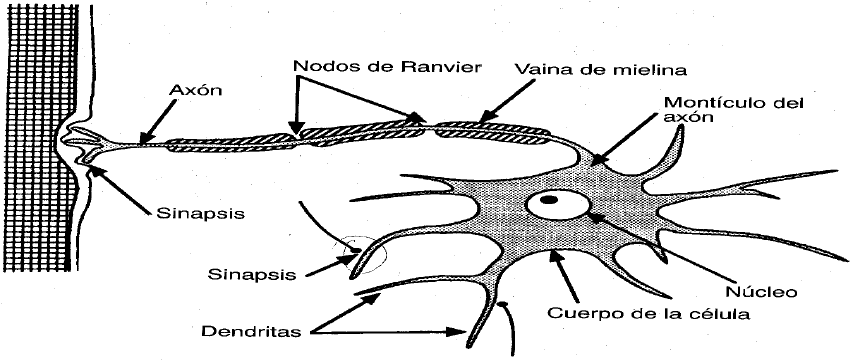 Nodos de Ranvier
Vaina de mielina
Axón
Montículo del
axón
Sinapsis
Sinapsis
Núcleo
Cuerpo de la célula
Dendritas